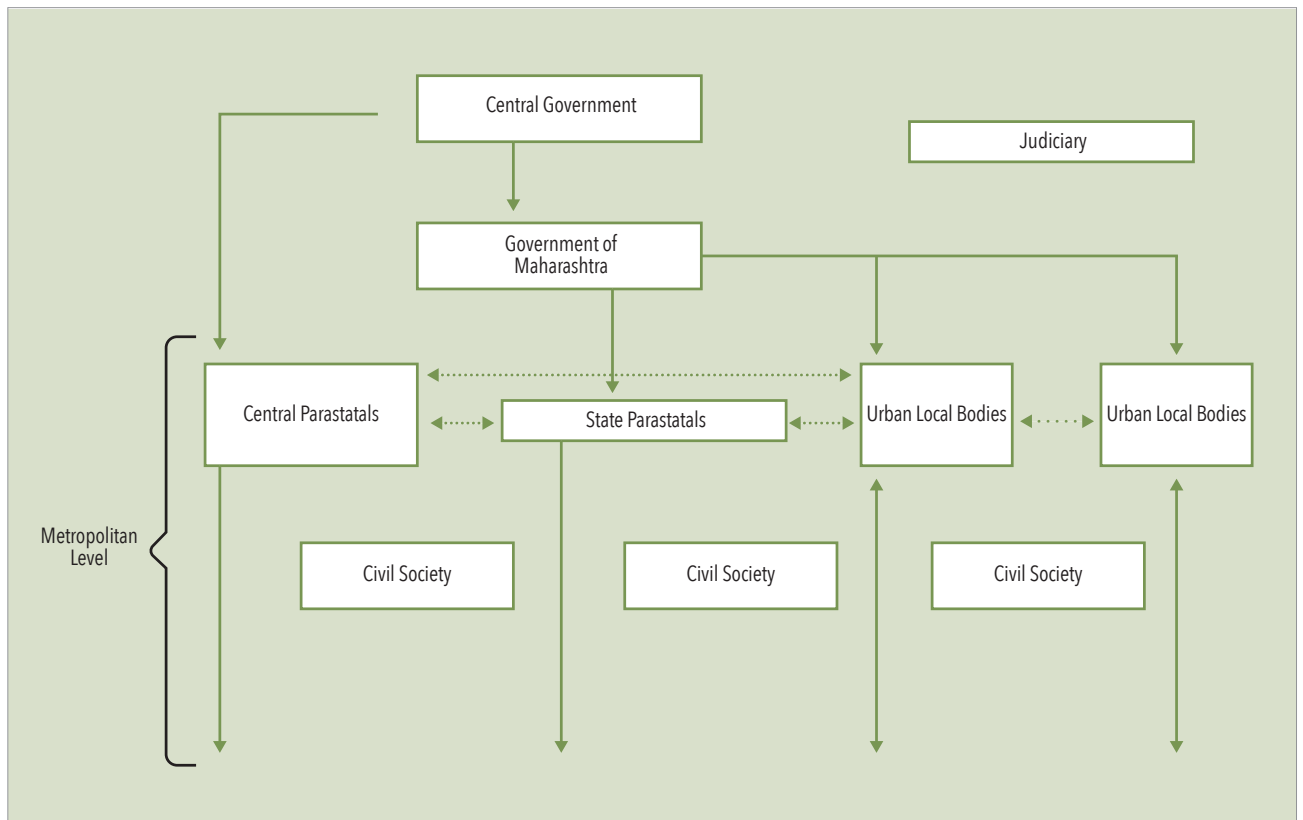 Central Government
Judiciary
Government of
Maharashtra
Central Parastatals
State Parastatals
Urban Local Bodies
Urban Local Bodies
Metropolitan
Level
Civil Society
Civil Society
Civil Society